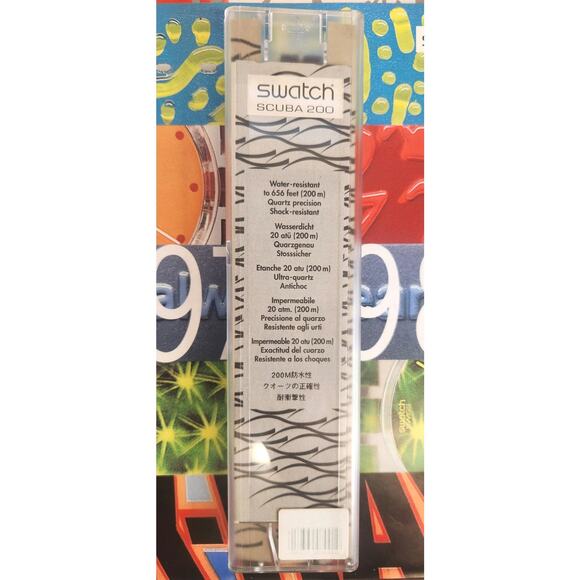 swatch
SCUBA 200
Water-resistant
to 656 feet (200 m)
Quartz precision
Shock-resistant
Wasserdicht
20 atü (200 m)
Quarzgenau
Stosssicher
Etanche 20 atu (200 m)
Ultra-quartz
Antichoc
Impermeabile
20 atm. (200 m)
Precisione al quarzo
Resistente agli urti
Impermeable 20 atu (200 m)
Exactitud del cuarzo
Resistente a los choques
200M防水性
クオーツの正確性
耐衝撃性
97
98
swatch